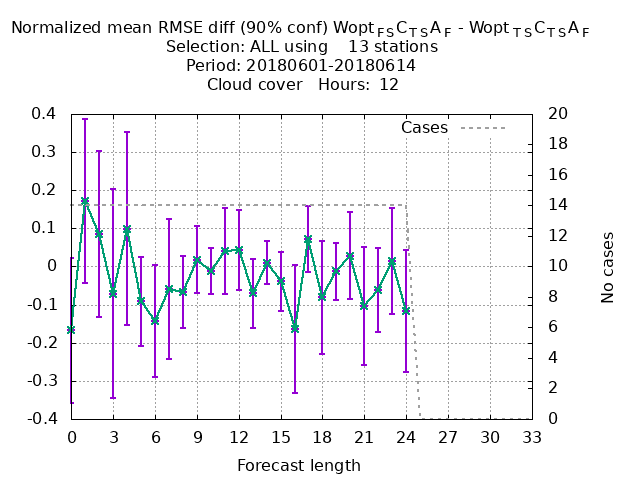 Normalized mean RMSE diff (90% conf) Wopt FS C TS A F - Wopt TS C TS A F
Selection: ALL using 13 stations
Period: 20180601-20180614
Cloud cover Hours: 12
Cases
0.4
0.3
0.2
0.1
0
-0.1
-0.2
-0.3
-0.4
20
18
16
14
12
10
8
6
4
2
0
No cases
0 3 6 9 12 15 18 21 24 27 30 33
Forecast length